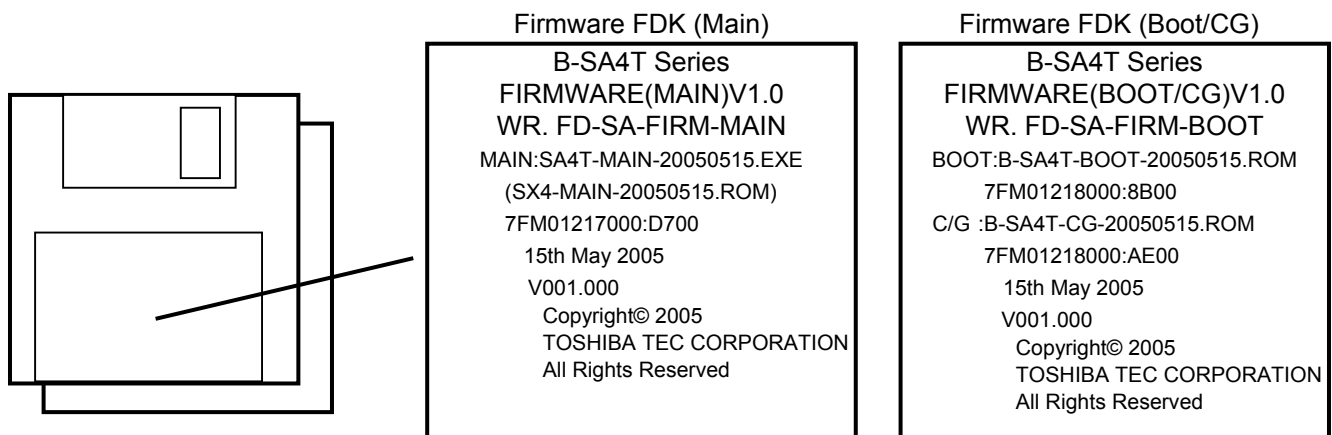 Firmware FDK (Main)
B-SA4T Series
FIRMWARE(MAIN)V1.0
WR. FD-SA-FIRM-MAIN
MAIN:SA4T-MAIN-20050515.EXE
(SX4-MAIN-20050515.ROM)
7FM01217000:D700
15th May 2005
V001.000
Copyright© 2005
TOSHIBA TEC CORPORATION
All Rights Reserved
Firmware FDK (Boot/CG)
B-SA4T Series
FIRMWARE(BOOT/CG)V1.0
WR. FD-SA-FIRM-BOOT
BOOT:B-SA4T-BOOT-20050515.ROM
7FM01218000:8B00
C/G :B-SA4T-CG-20050515.ROM
7FM01218000:AE00
15th May 2005
V001.000
Copyright© 2005
TOSHIBA TEC CORPORATION
All Rights Reserved